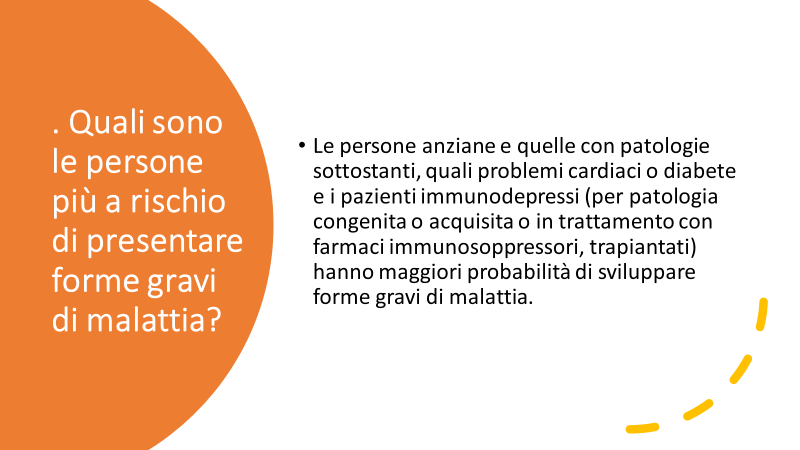 . Quali sono
le persone
più a rischio
di presentare
forme gravi
di malattia?
• Le persone anziane e quelle con patologie
sottostanti, quali problemi cardiaci o diabete
e i pazienti immunodepressi (per patologia
congenita o acquisita o in trattamento con
farmaci immunosoppressori, trapiantati)
hanno maggiori probabilità di sviluppare
forme gravi di malattia.